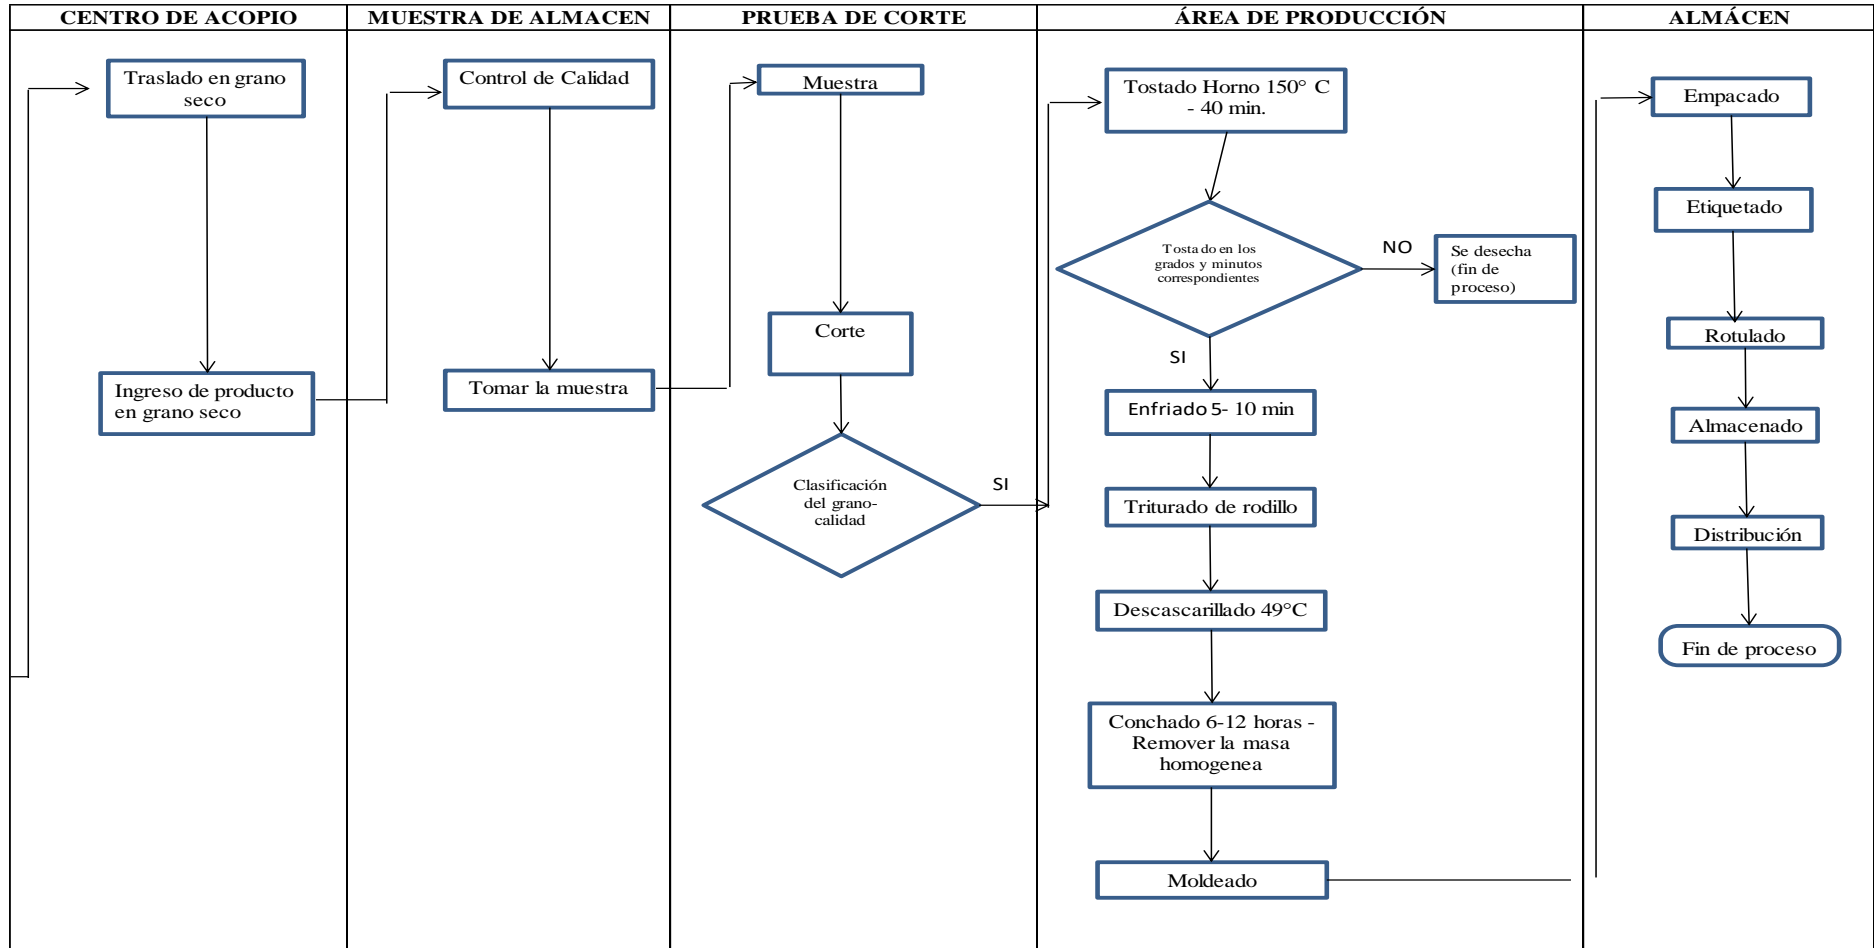 CENTRO DE ACOPIO
MUESTRA DE ALMACEN
PRUEBA DE CORTE
ÁREA DE PRODUCCIÓN
ALMÁCEN
Traslado en grano
seco
Ingreso de producto
en grano seco
Control de Calidad
Tomar la muestra
Muestra
Corte
Clasificación
del grano-
calidad
SI
Tostado Horno 150° C
- 40 min.
Tostado en los
grados y minutos
correspondientes
NO
Se desecha
(fin de
proceso)
SI
Enfriado 5- 10 min
Triturado de rodillo
Descascarillado 49°C
Conchado 6-12 horas -
Remover la masa
homogenea
Moldeado
Empacado
Etiquetado
Rotulado
Almacenado
Distribución
Fin de proceso